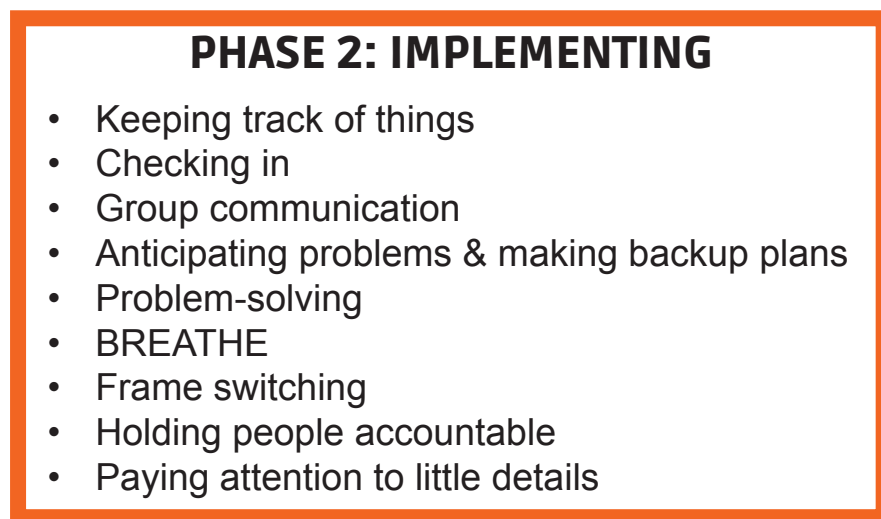 PHASE 2: IMPLEMENTING
• Keeping track of things
• Checking in
• Group communication
• Anticipating problems & making backup plans
• Problem-solving
• BREATHE
• Frame switching
• Holding people accountable
• Paying attention to little details